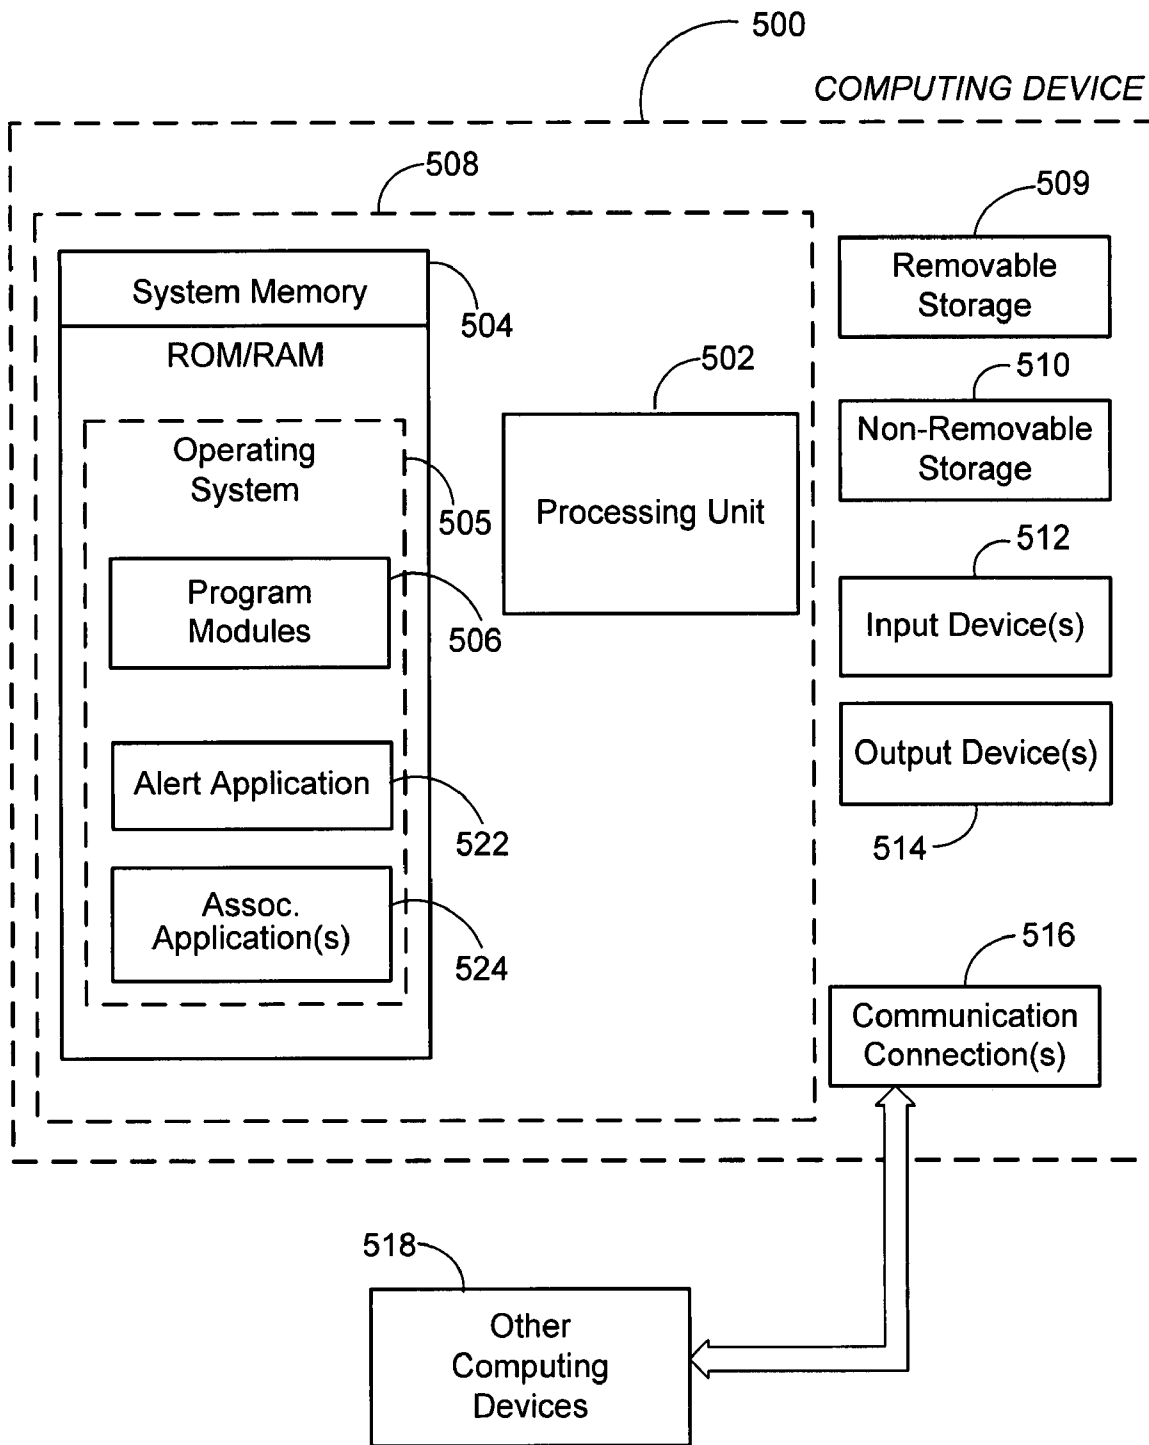 500
COMPUTING DEVICE
508
509
System Memory
504
ROM/RAM
Removable
Storage
502
510
Operating
System
505
Processing Unit
Non-Removable
Storage
512
Program
Modules
506
Input Device(s)
Alert Application
522
Output Device(s)
514
Assoc.
Application(s)
524
516
Communication
Connection(s)
518
Other
Computing
Devices